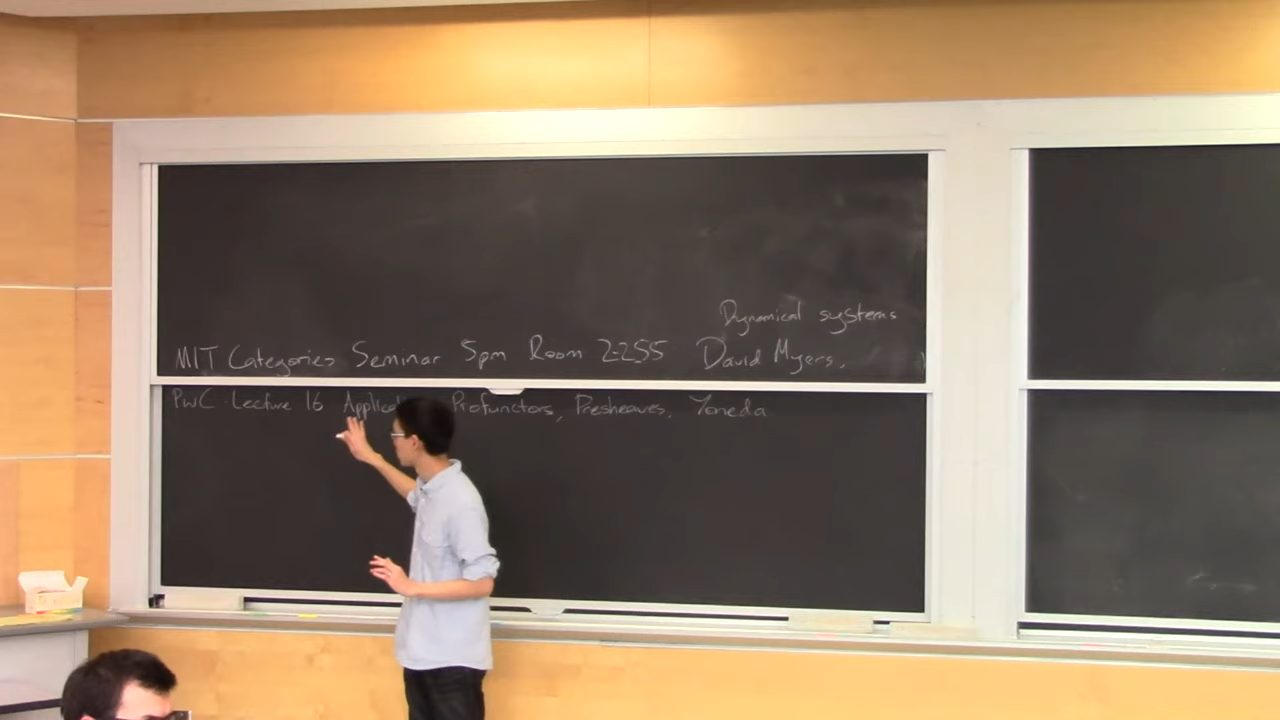 Dynamical systems
MIT Categories Seminar 5pm Room 2-255 David Myers,
PwC Lecture 16 Profunctors, Presheaves, Yoneda